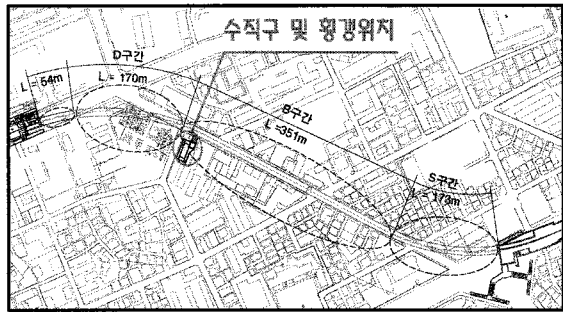 수직구 및 횡갱위치
D구간
L = 54m
L = 170m
B구간
L =351m
S구간
L = 173m